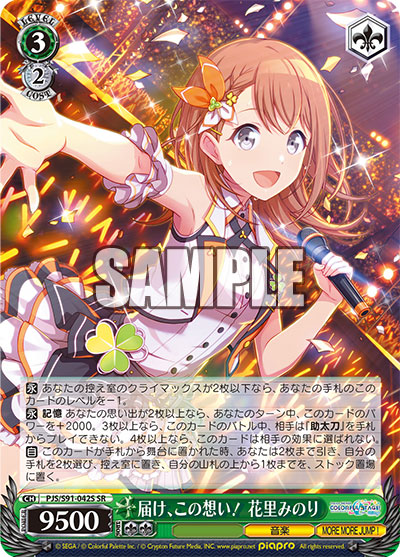 LEVEL
3
2
COST
SAMPLE
永 あなたの控え室のクライマックスが2枚以下なら、あなたの手札のこの
カードのレベルを-1。
永 記憶 あなたの思い出が2枚以上なら、あなたのターン中、このカードのパワ
ーを+2000。3枚以上なら、このカードのバトル中、相手は『助太刀』を手札
からプレイできない。4枚以上なら、このカードは相手の効果に選ばれない。
自 このカードが手札から舞台に置かれた時、あなたは2枚まで引き、自分の
手札を2枚選び、控え室に置き、自分の山札の上から1枚を、ストック置場
に置く。
CH PJS/S91-042S SR
届け、この想い! 花里みのり
POWER
9500
音楽
MORE MORE JUMP!
© SEGA / © Colorful Palette Inc. / © Crypton Future Media, INC. www.piapro.net piapro